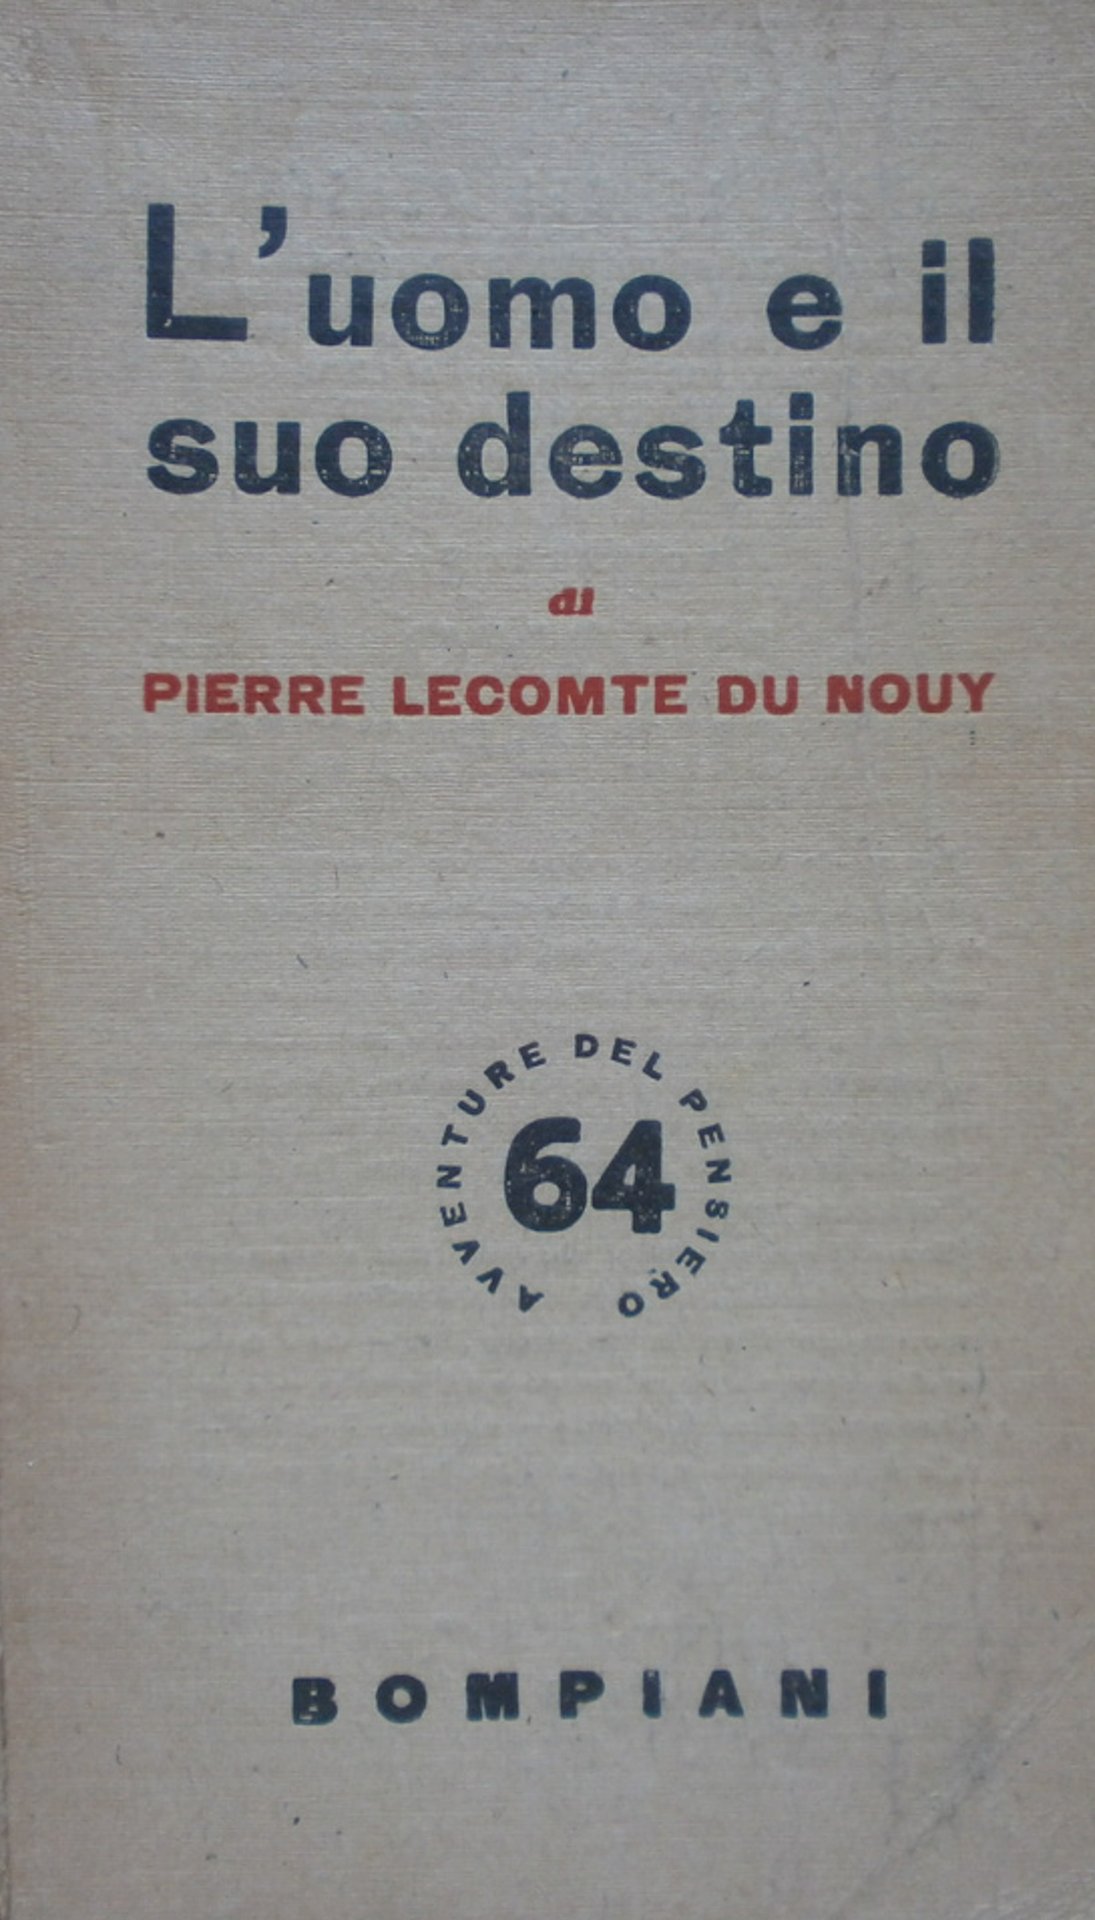 L'uomo e il
suo destino
di
PIERRE LECOMTE DU NOUY
AVVENTURE DEL PENSIERO
64
BOMPIANI